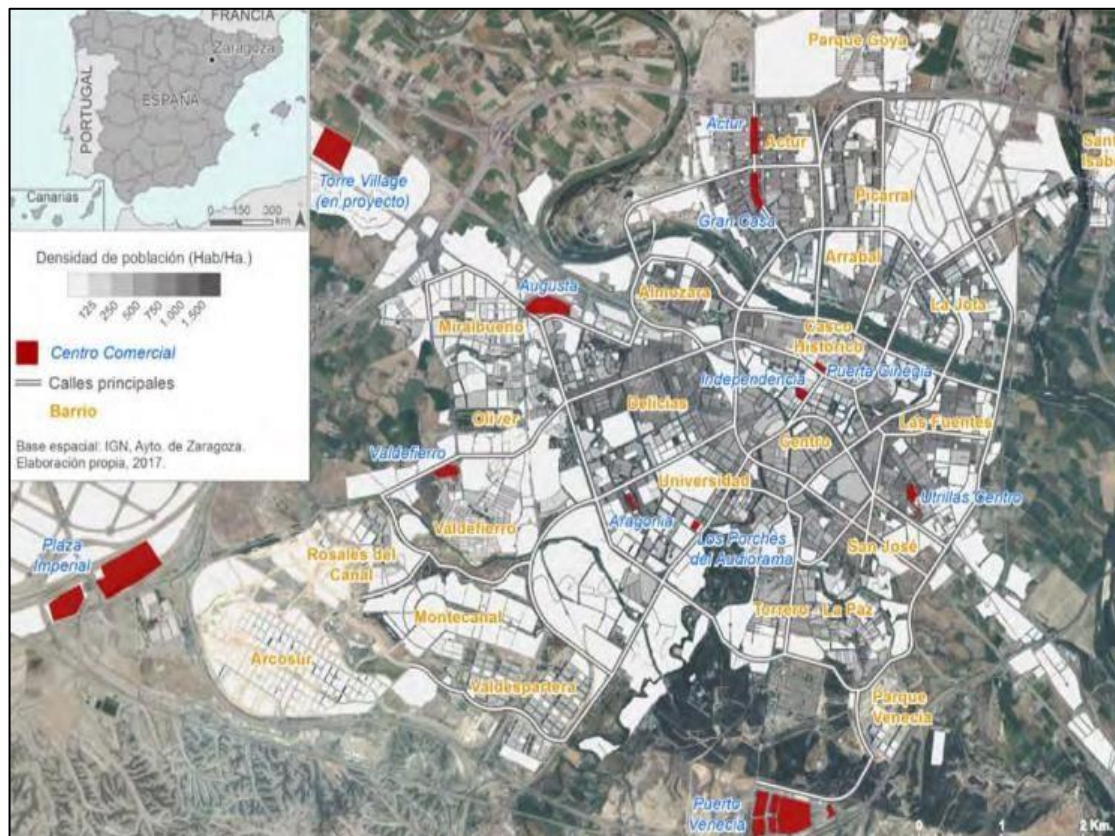 FRANCIA
Zaragoza
PORTUGAL
ESPAÑA
Canarias
0 150 300
km
Densidad de población (Hab/Ha.)
125 250 500 750 1.000 1.500
Centro Comercial
Calles principales
Barrio
Base espacial: IGN, Ayto. de Zaragoza.
Elaboración propia, 2017.
Parque Goya
Actur
Actur
Santa
Isabel
Torre Village
(en proyecto)
Gran Casa
Picarral
Arrabal
Augusta
Almozara
La Jota
Miralbueno
Casco
Histórico
Independencia
Puerta Cinegia
Oliver
Delicias
Centro
Las Fuentes
Valdefierro
Universidad
Utrillas Centro
Valdefierro
Aragonia
Los Porches
del Audiorama
San José
Plaza
Imperial
Rosales del
Canal
Montecanal
Torrero
La Paz
Arcosur
Valdespartera
Parque
Venecia
Puerto
Venecia
0 1 2 Km.